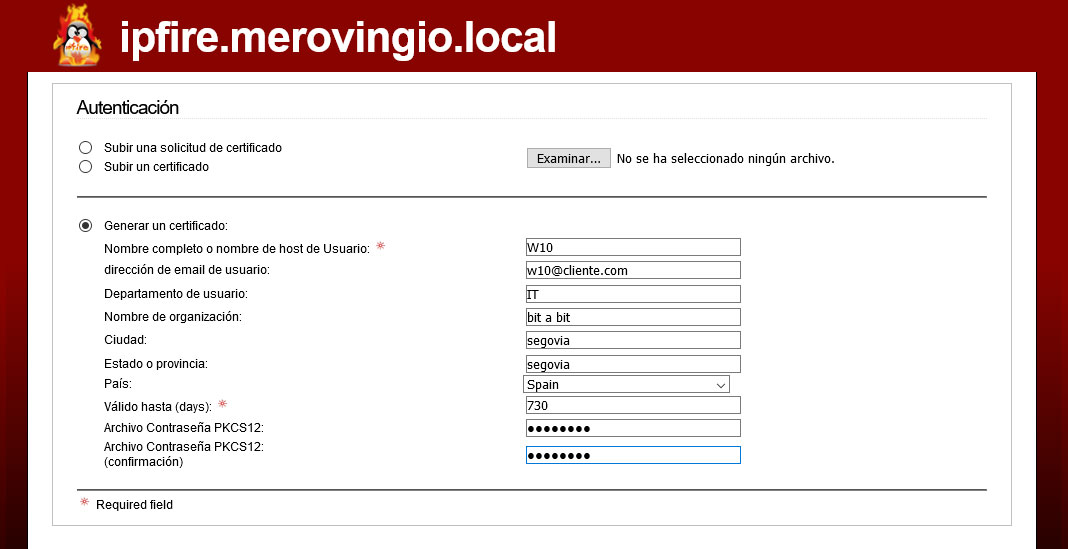 ipfire.merovingio.local
Autenticación
Subir una solicitud de certificado
Subir un certificado
Examinar... No se ha seleccionado ningún archivo.
Generar un certificado:
Nombre completo o nombre de host de Usuario: * W10
dirección de email de usuario: w10@cliente.com
Departamento de usuario: IT
Nombre de organización: bit a bit
Ciudad: segovia
Estado o provincia: segovia
País: Spain
Válido hasta (days): * 730
Archivo Contraseña PKCS12: ●●●●●●●●
Archivo Contraseña PKCS12:
(confirmación) ●●●●●●●●
* Required field